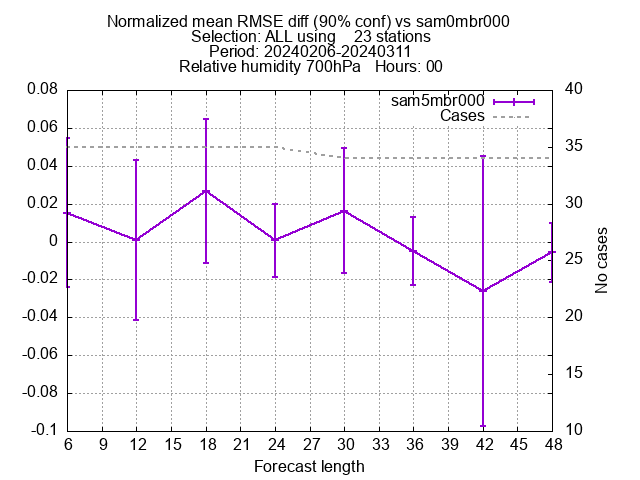 Normalized mean RMSE diff (90% conf) vs sam0mbr000
Selection: ALL using    23 stations
Period: 20240206-20240311
Relative humidity 700hPa   Hours: 00
sam5mbr000
Cases
0.08
0.06
0.04
0.02
0
-0.02
-0.04
-0.06
-0.08
-0.1
40
35
30
25
20
15
10
No cases
6 9 12 15 18 21 24 27 30 33 36 39 42 45 48
Forecast length